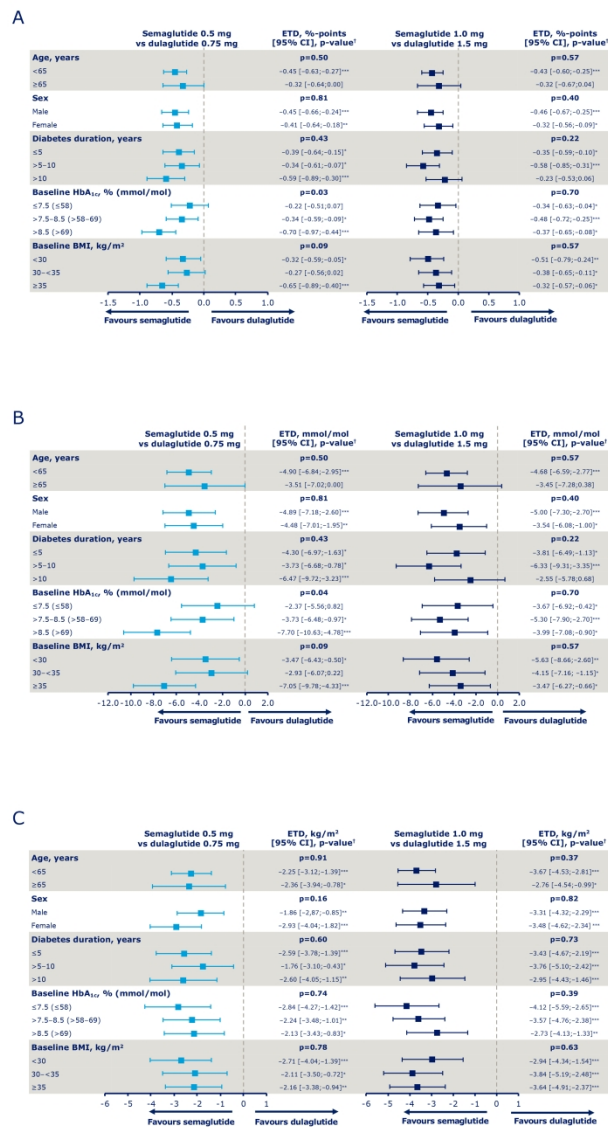 A
Semaglutide 0.5 mg vs dulaglutide 0.75 mg ETD, %-points [95% CI], p-value† Semaglutide 1.0 mg vs dulaglutide 1.5 mg ETD, %-points [95% CI], p-value†
Age, years p=0.50 p=0.57
<65 −0.45 [−0.63;−0.27]*** −0.43 [−0.60;−0.25]***
≥65 −0.32 [−0.64;0.00] −0.32 [−0.67;0.04]
Sex p=0.81 p=0.40
Male −0.45 [−0.66;−0.24]*** −0.46 [−0.67;−0.25]***
Female −0.41 [−0.64;−0.18]** −0.32 [−0.56;−0.09]*
Diabetes duration, years p=0.43 p=0.22
≤5 −0.39 [−0.64;−0.15]* −0.35 [−0.59;−0.10]*
>5–10 −0.34 [−0.61;−0.07]* −0.58 [−0.85;−0.31]***
>10 −0.59 [−0.89;−0.30]*** −0.23 [−0.53;0.06]
Baseline HbA1c, % (mmol/mol) p=0.03 p=0.70
≤7.5 (≤58) −0.22 [−0.51;0.07] −0.34 [−0.63;−0.04]*
>7.5–8.5 (>58–69) −0.34 [−0.59;−0.09]* −0.48 [−0.72;−0.25]***
>8.5 (>69) −0.70 [−0.97;−0.44]*** −0.37 [−0.65;−0.08]*
Baseline BMI, kg/m² p=0.09 p=0.57
<30 −0.32 [−0.59;−0.05]* −0.51 [−0.79;−0.24]**
30–<35 −0.27 [−0.56;0.02] −0.38 [−0.65;−0.11]*
≥35 −0.65 [−0.89;−0.40]*** −0.32 [−0.57;−0.06]*
−1.5 −1.0 −0.5 0.0 0.5 1.0 1.5 −1.5 −1.0 −0.5 0.0 0.5 1.0 1.5
Favours semaglutide Favours dulaglutide Favours semaglutide Favours dulaglutide
B
Semaglutide 0.5 mg vs dulaglutide 0.75 mg ETD, mmol/mol [95% CI], p-value† Semaglutide 1.0 mg vs dulaglutide 1.5 mg ETD, mmol/mol [95% CI], p-value†
Age, years p=0.50 p=0.57
<65 −4.90 [−6.84;−2.95]*** −4.68 [−6.59;−2.77]***
≥65 −3.51 [−7.02;0.00] −3.45 [−7.28;0.38]
Sex p=0.81 p=0.40
Male −4.89 [−7.18;−2.60]*** −5.00 [−7.30;−2.70]***
Female −4.48 [−7.01;−1.95]** −3.54 [−6.08;−1.00]*
Diabetes duration, years p=0.43 p=0.22
≤5 −4.30 [−6.97;−1.63]* −3.81 [−6.49;−1.13]*
>5–10 −3.73 [−6.68;−0.78]* −6.33 [−9.31;−3.35]***
>10 −6.47 [−9.72;−3.23]*** −2.55 [−5.78;0.68]
Baseline HbA1c, % (mmol/mol) p=0.04 p=0.70
≤7.5 (≤58) −2.37 [−5.56;0.82] −3.67 [−6.92;−0.42]*
>7.5–8.5 (>58–69) −3.73 [−6.48;−0.97]* −5.30 [−7.90;−2.70]***
>8.5 (>69) −7.70 [−10.63;−4.78]*** −3.99 [−7.08;−0.90]*
Baseline BMI, kg/m² p=0.09 p=0.57
<30 −3.47 [−6.43;−0.50]* −5.63 [−8.66;−2.60]**
30–<35 −2.93 [−6.07;0.22] −4.15 [−7.16;−1.15]*
≥35 −7.05 [−9.78;−4.33]*** −3.47 [−6.27;−0.66]*
−12.0 −10.0 −8.0 −6.0 −4.0 −2.0 0.0 2.0 −12.0 −10.0 −8.0 −6.0 −4.0 −2.0 0.0 2.0
Favours semaglutide Favours dulaglutide Favours semaglutide Favours dulaglutide
C
Semaglutide 0.5 mg vs dulaglutide 0.75 mg ETD, kg/m² [95% CI], p-value† Semaglutide 1.0 mg vs dulaglutide 1.5 mg ETD, kg/m² [95% CI], p-value†
Age, years p=0.91 p=0.37
<65 −2.25 [−3.12;−1.39]*** −3.67 [−4.53;−2.81]***
≥65 −2.36 [−3.94;−0.78]* −2.76 [−4.54;−0.99]*
Sex p=0.16 p=0.82
Male −1.86 [−2,87;−0.85]** −3.31 [−4.32;−2.29]***
Female −2.93 [−4.04;−1.82]*** −3.48 [−4.62;−2.34] ***
Diabetes duration, years p=0.60 p=0.73
≤5 −2.59 [−3.78;−1.39]*** −3.43 [−4.67;−2.19]***
>5–10 −1.76 [−3.10;−0.43]* −3.76 [−5.10;−2.42]***
>10 −2.60 [−4.05;−1.15]** −2.95 [−4.43;−1.46]***
Baseline HbA1c, % (mmol/mol) p=0.74 p=0.39
≤7.5 (≤58) −2.84 [−4.27;−1.42]*** −4.12 [−5.59;−2.65]***
>7.5–8.5 (>58–69) −2.24 [−3.48;−1.01]** −3.57 [−4.76;−2.38]***
>8.5 (>69) −2.13 [−3.43;−0.83]* −2.73 [−4.13;−1.33]**
Baseline BMI, kg/m² p=0.78 p=0.63
<30 −2.71 [−4.04;−1.39]*** −2.94 [−4.34;−1.54]***
30–<35 −2.11 [−3.50;−0.72]* −3.84 [−5.19;−2.48]***
≥35 −2.16 [−3.38;−0.94]** −3.64 [−4.91;−2.37]***
−6 −5 −4 −3 −2 −1 0 1 −6 −5 −4 −3 −2 −1 0 1
Favours semaglutide Favours dulaglutide Favours semaglutide Favours dulaglutide